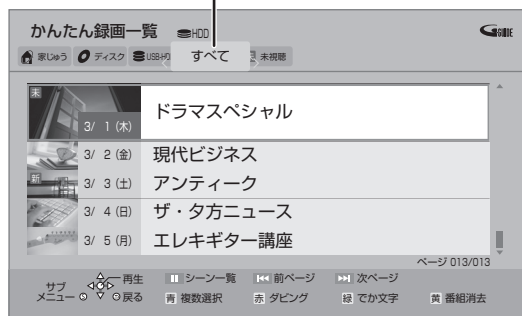 かんたん録画一覧 HDD GGUIDE
家じゅう ディスク USB-HD すべて 未視聴
未
3/ 1 (木) ドラマスペシャル
3/ 2 (金) 現代ビジネス
新
3/ 3 (土) アンティーク
3/ 4 (日) ザ・夕方ニュース
3/ 5 (月) エレキギター講座
ページ 013/013
サブメニュー 再生 戻る シーン一覧 前ページ 次ページ
青 複数選択 赤 ダビング 緑 でか文字 黄 番組消去